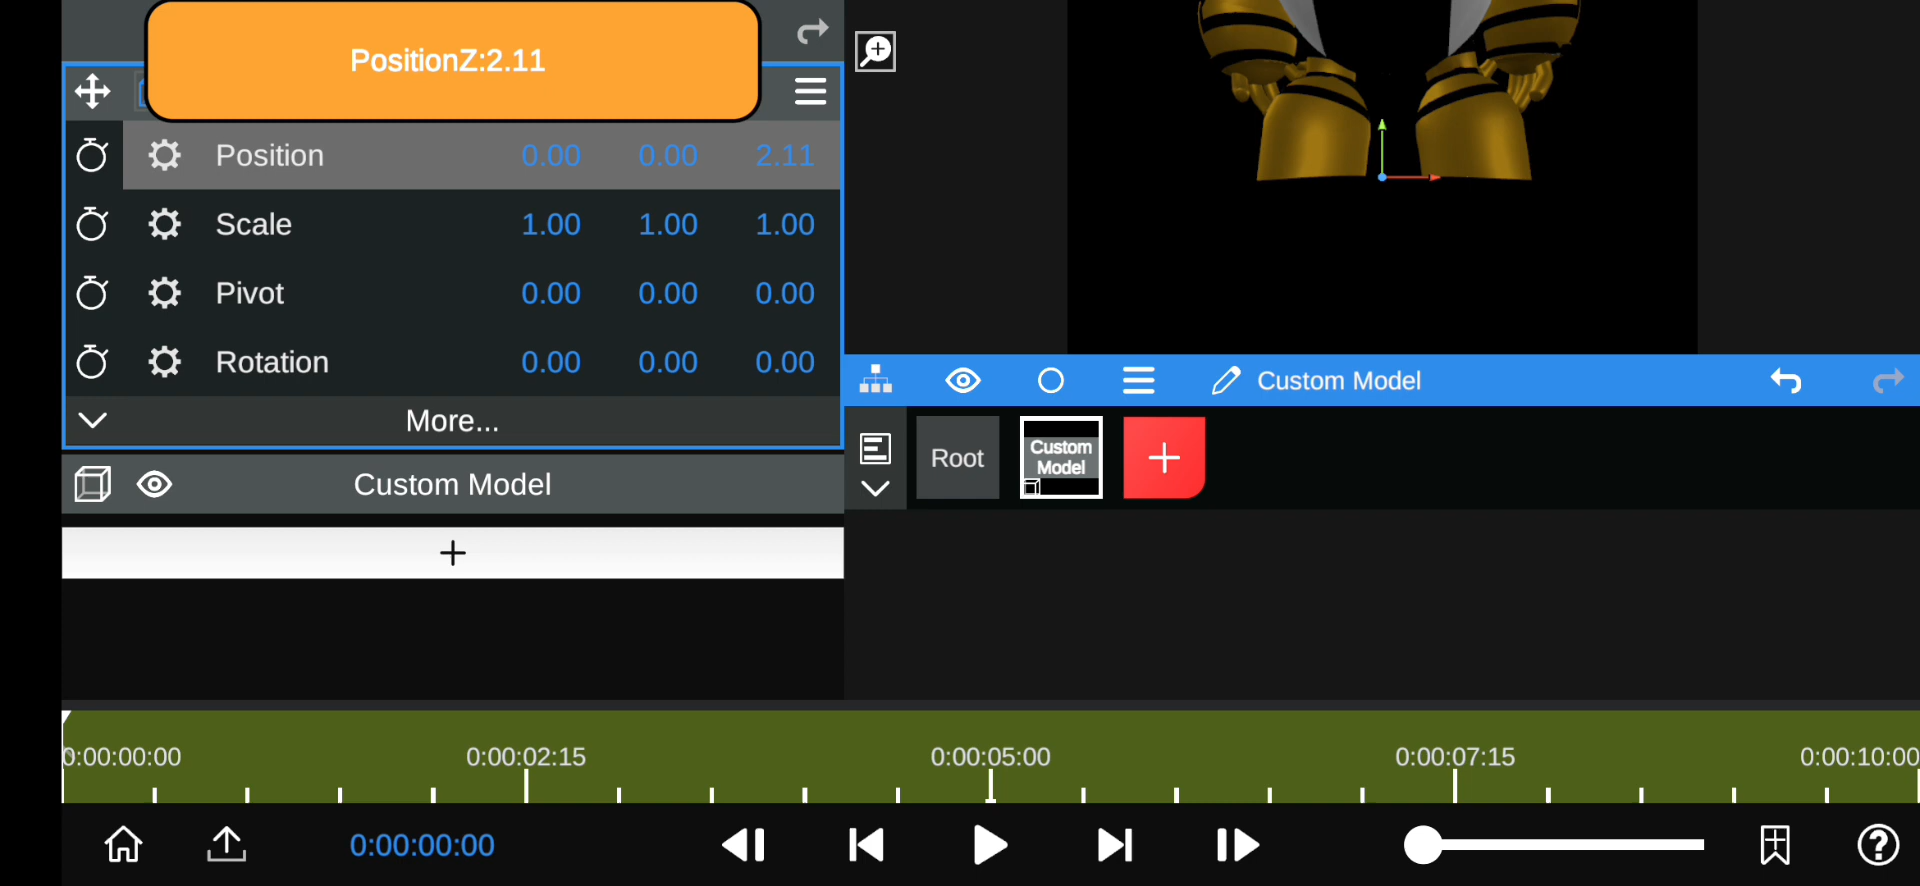 PositionZ:2.11
Position 0.00 0.00 2.11
Scale 1.00 1.00 1.00
Pivot 0.00 0.00 0.00
Rotation 0.00 0.00 0.00
More...
Custom Model
Custom Model
Root
Custom
Model
0:00:00:00 0:00:02:15 0:00:05:00 0:00:07:15 0:00:10:00
0:00:00:00